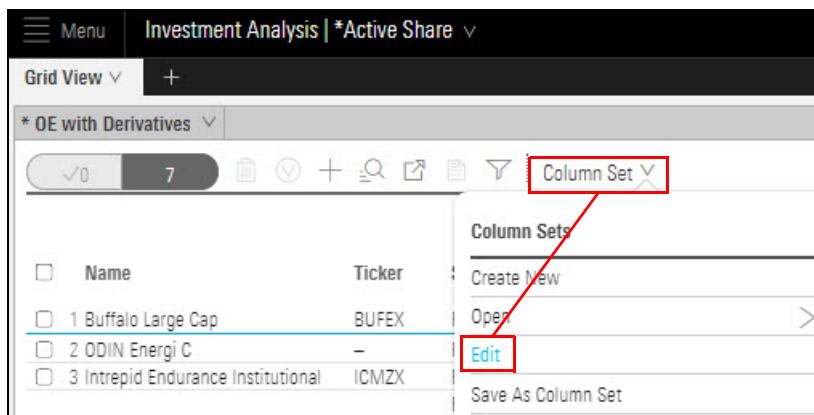 Menu Investment Analysis | *Active Share
Grid View +
* OE with Derivatives
✓0 7 Column Set
Column Sets
Name Ticker
Create New
1 Buffalo Large Cap BUFEX
Open
2 ODIN Energi C –
Edit
3 Intrepid Endurance Institutional ICMZX
Save As Column Set